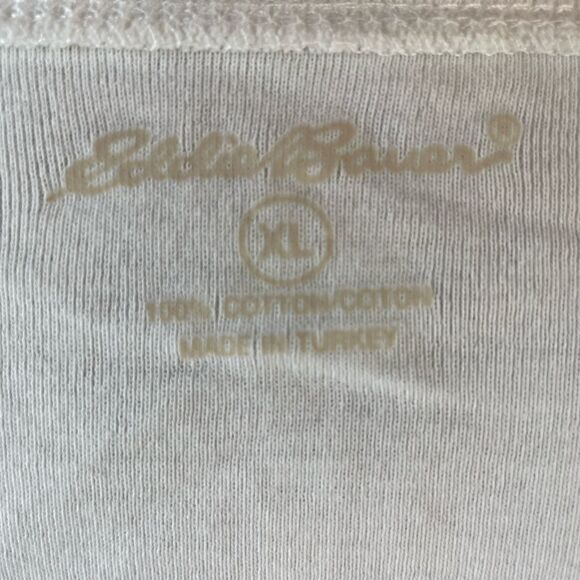 Eddie Bauer®
XL
100% COTTON/COTON
MADE IN TURKEY